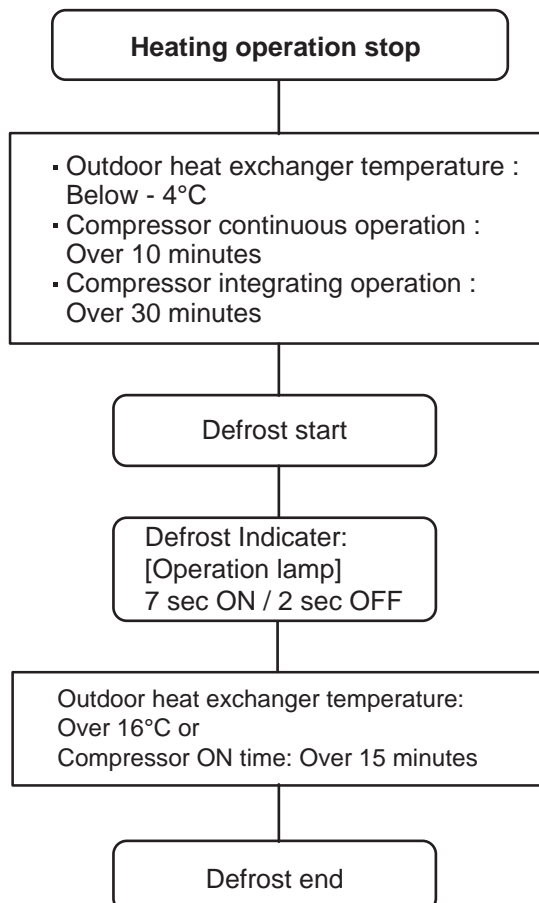 Heating operation stop
▪ Outdoor heat exchanger temperature :
Below - 4°C
▪ Compressor continuous operation :
Over 10 minutes
▪ Compressor integrating operation :
Over 30 minutes
Defrost start
Defrost Indicater:
[Operation lamp]
7 sec ON / 2 sec OFF
Outdoor heat exchanger temperature:
Over 16°C or
Compressor ON time: Over 15 minutes
Defrost end